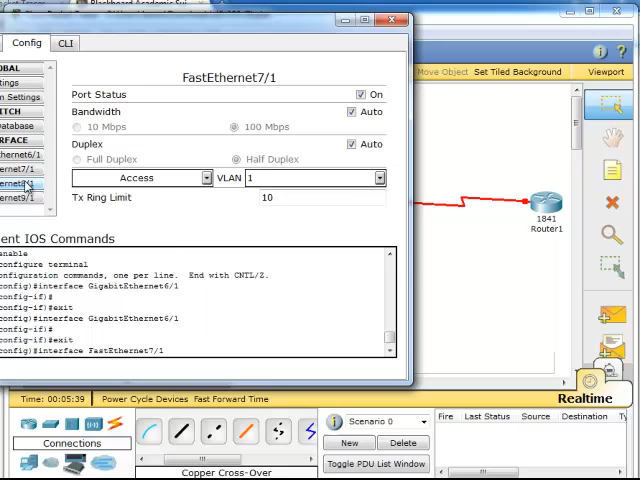 Blackboard Academic Sui
Config
CLI
OBAL
ttings
m Settings
ITCH
Database
RFACE
thernet6/1
ernet7/1
ernet8/1
ernet9/1
FastEthernet7/1
Port Status
On
Bandwidth
Auto
10 Mbps
100 Mbps
Duplex
Auto
Full Duplex
Half Duplex
Access
VLAN
1
Tx Ring Limit
10
ent IOS Commands
enable
configure terminal
onfiguration commands, one per line. End with CNTL/Z.
config)#interface GigabitEthernet6/1
config-if)#
config-if)#exit
config)#interface GigabitEthernet6/1
config-if)#
config-if)#exit
config)#interface FastEthernet7/1
Move Object
Set Tiled Background
Viewport
1841
Router1
Time: 00:05:39
Power Cycle Devices
Fast Forward Time
Realtime
Connections
Copper Cross-Over
Scenario 0
New
Delete
Toggle PDU List Window
Fire
Last Status
Source
Destination